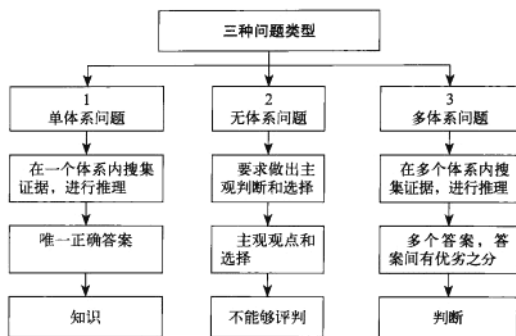 三种问题类型
1
单体系问题
2
无体系问题
3
多体系问题
在一个体系内搜集
证据，进行推理
要求做出主
观判断和选择
在多个体系内搜
集证据，进行推理
唯一正确答案
主观观点和
选择
多个答案，答
案间有优劣之分
知识
不能够评判
判断